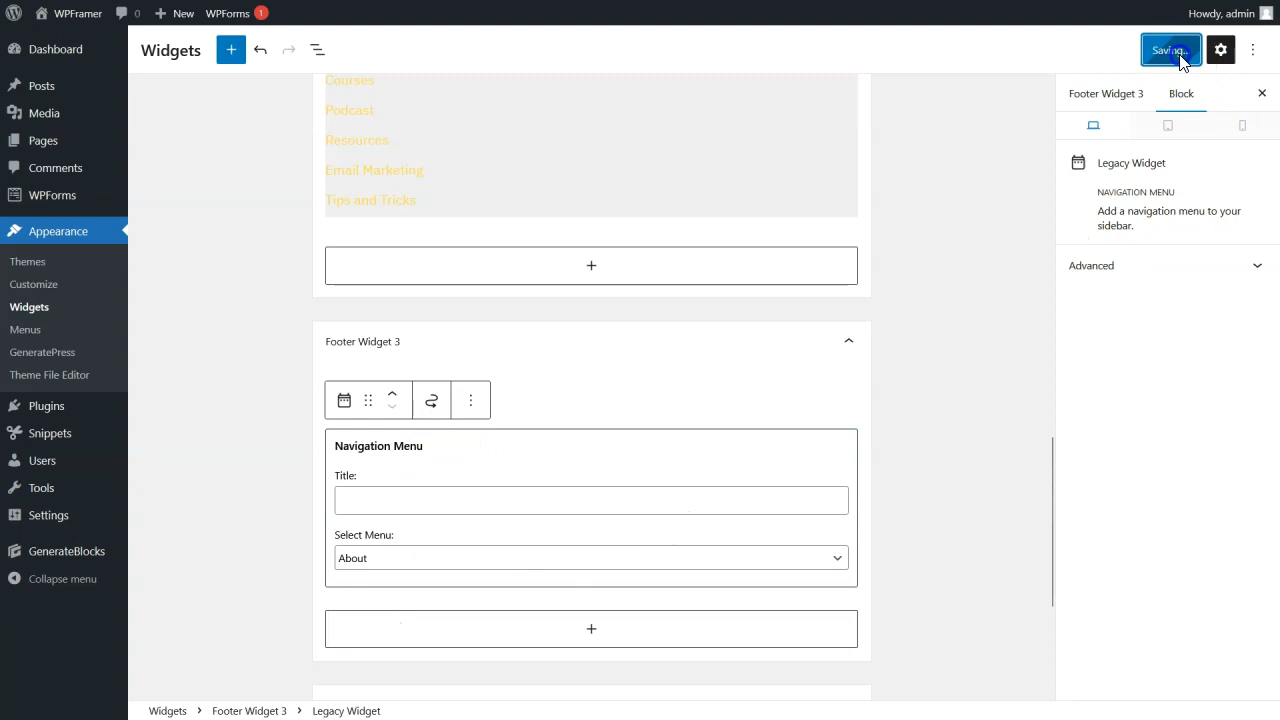 WPFramer 0 New WPForms 1 Howdy, admin
Widgets Saving...
Dashboard
Posts
Media
Pages
Comments
WPForms
Appearance
Themes
Customize
Widgets
Menus
GeneratePress
Theme File Editor
Plugins
Snippets
Users
Tools
Settings
GenerateBlocks
Collapse menu
Courses
Podcast
Resources
Email Marketing
Tips and Tricks
Footer Widget 3
Navigation Menu
Title:
Select Menu:
About
Footer Widget 3 Block
Legacy Widget
NAVIGATION MENU
Add a navigation menu to your
sidebar.
Advanced
Widgets > Footer Widget 3 > Legacy Widget